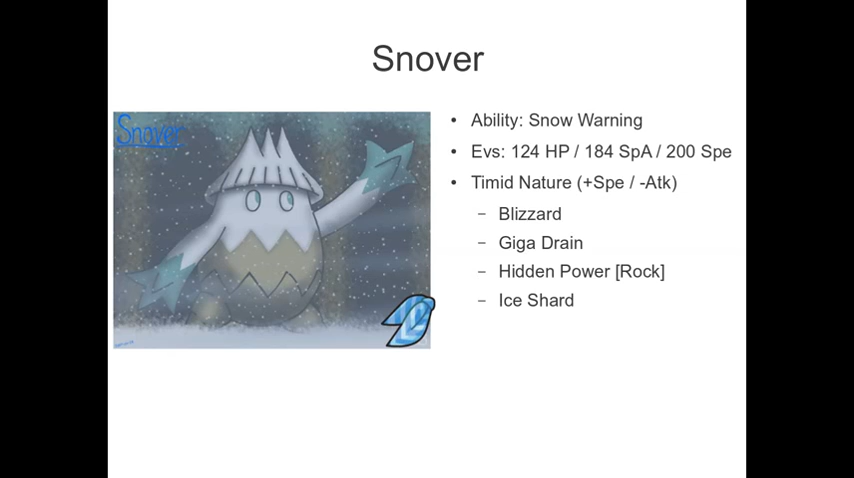 Snover
Snover
• Ability: Snow Warning
• Evs: 124 HP / 184 SpA / 200 Spe
• Timid Nature (+Spe / -Atk)
– Blizzard
– Giga Drain
– Hidden Power [Rock]
– Ice Shard